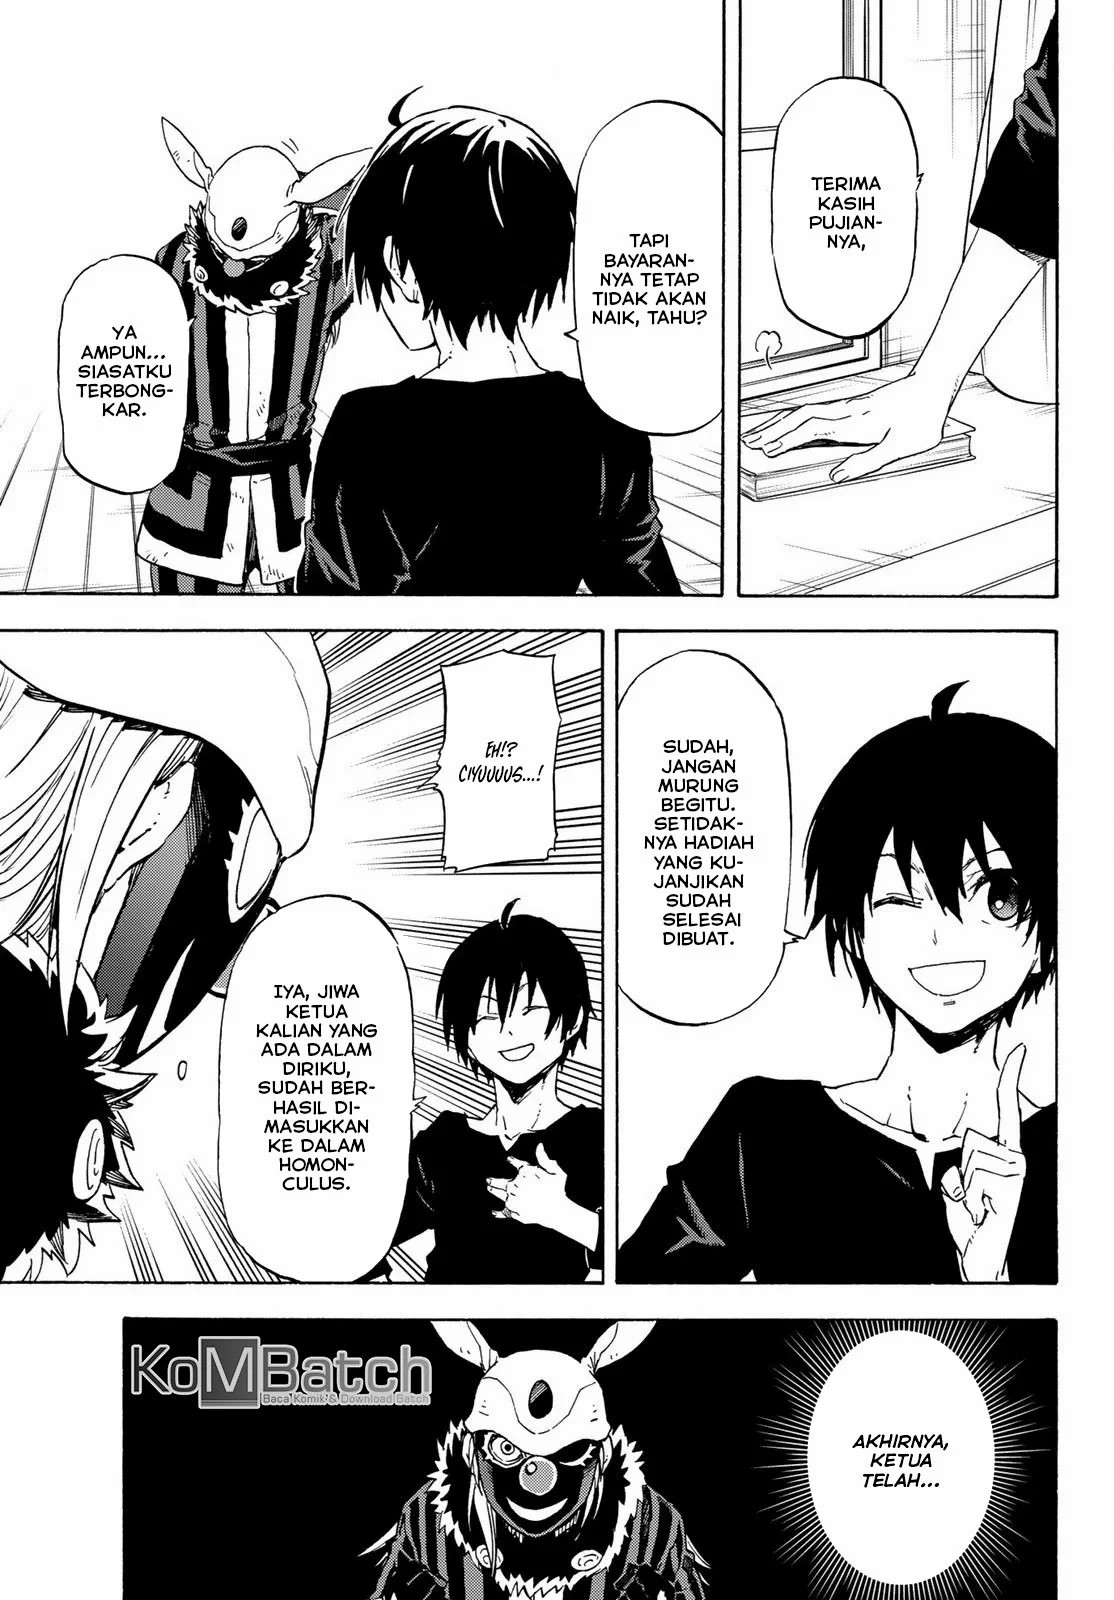 TERIMA
KASIH
PUJIAN-
NYA,
TAPI
BAYARAN-
NYA TETAP
TIDAK AKAN
NAIK, TAHU?
YA
AMPUN...
SIASATKU
TERBONG-
KAR.
SUDAH,
JANGAN
MURUNG
BEGITU.
SETIDAK-
NYA HADIAH
YANG KU-
JANJIKAN
SUDAH
SELESAI
DIBUAT.
EH!?
CIYUUUUS...!
IYA, JIWA
KETUA
KALIAN YANG
ADA DALAM
DIRIKU,
SUDAH BER-
HASIL DI-
MASUKKAN
KE DALAM
HOMON-
CULUS.
AKHIRNYA,
KETUA
TELAH...
KoMBatch
Baca Komik & Download Batch